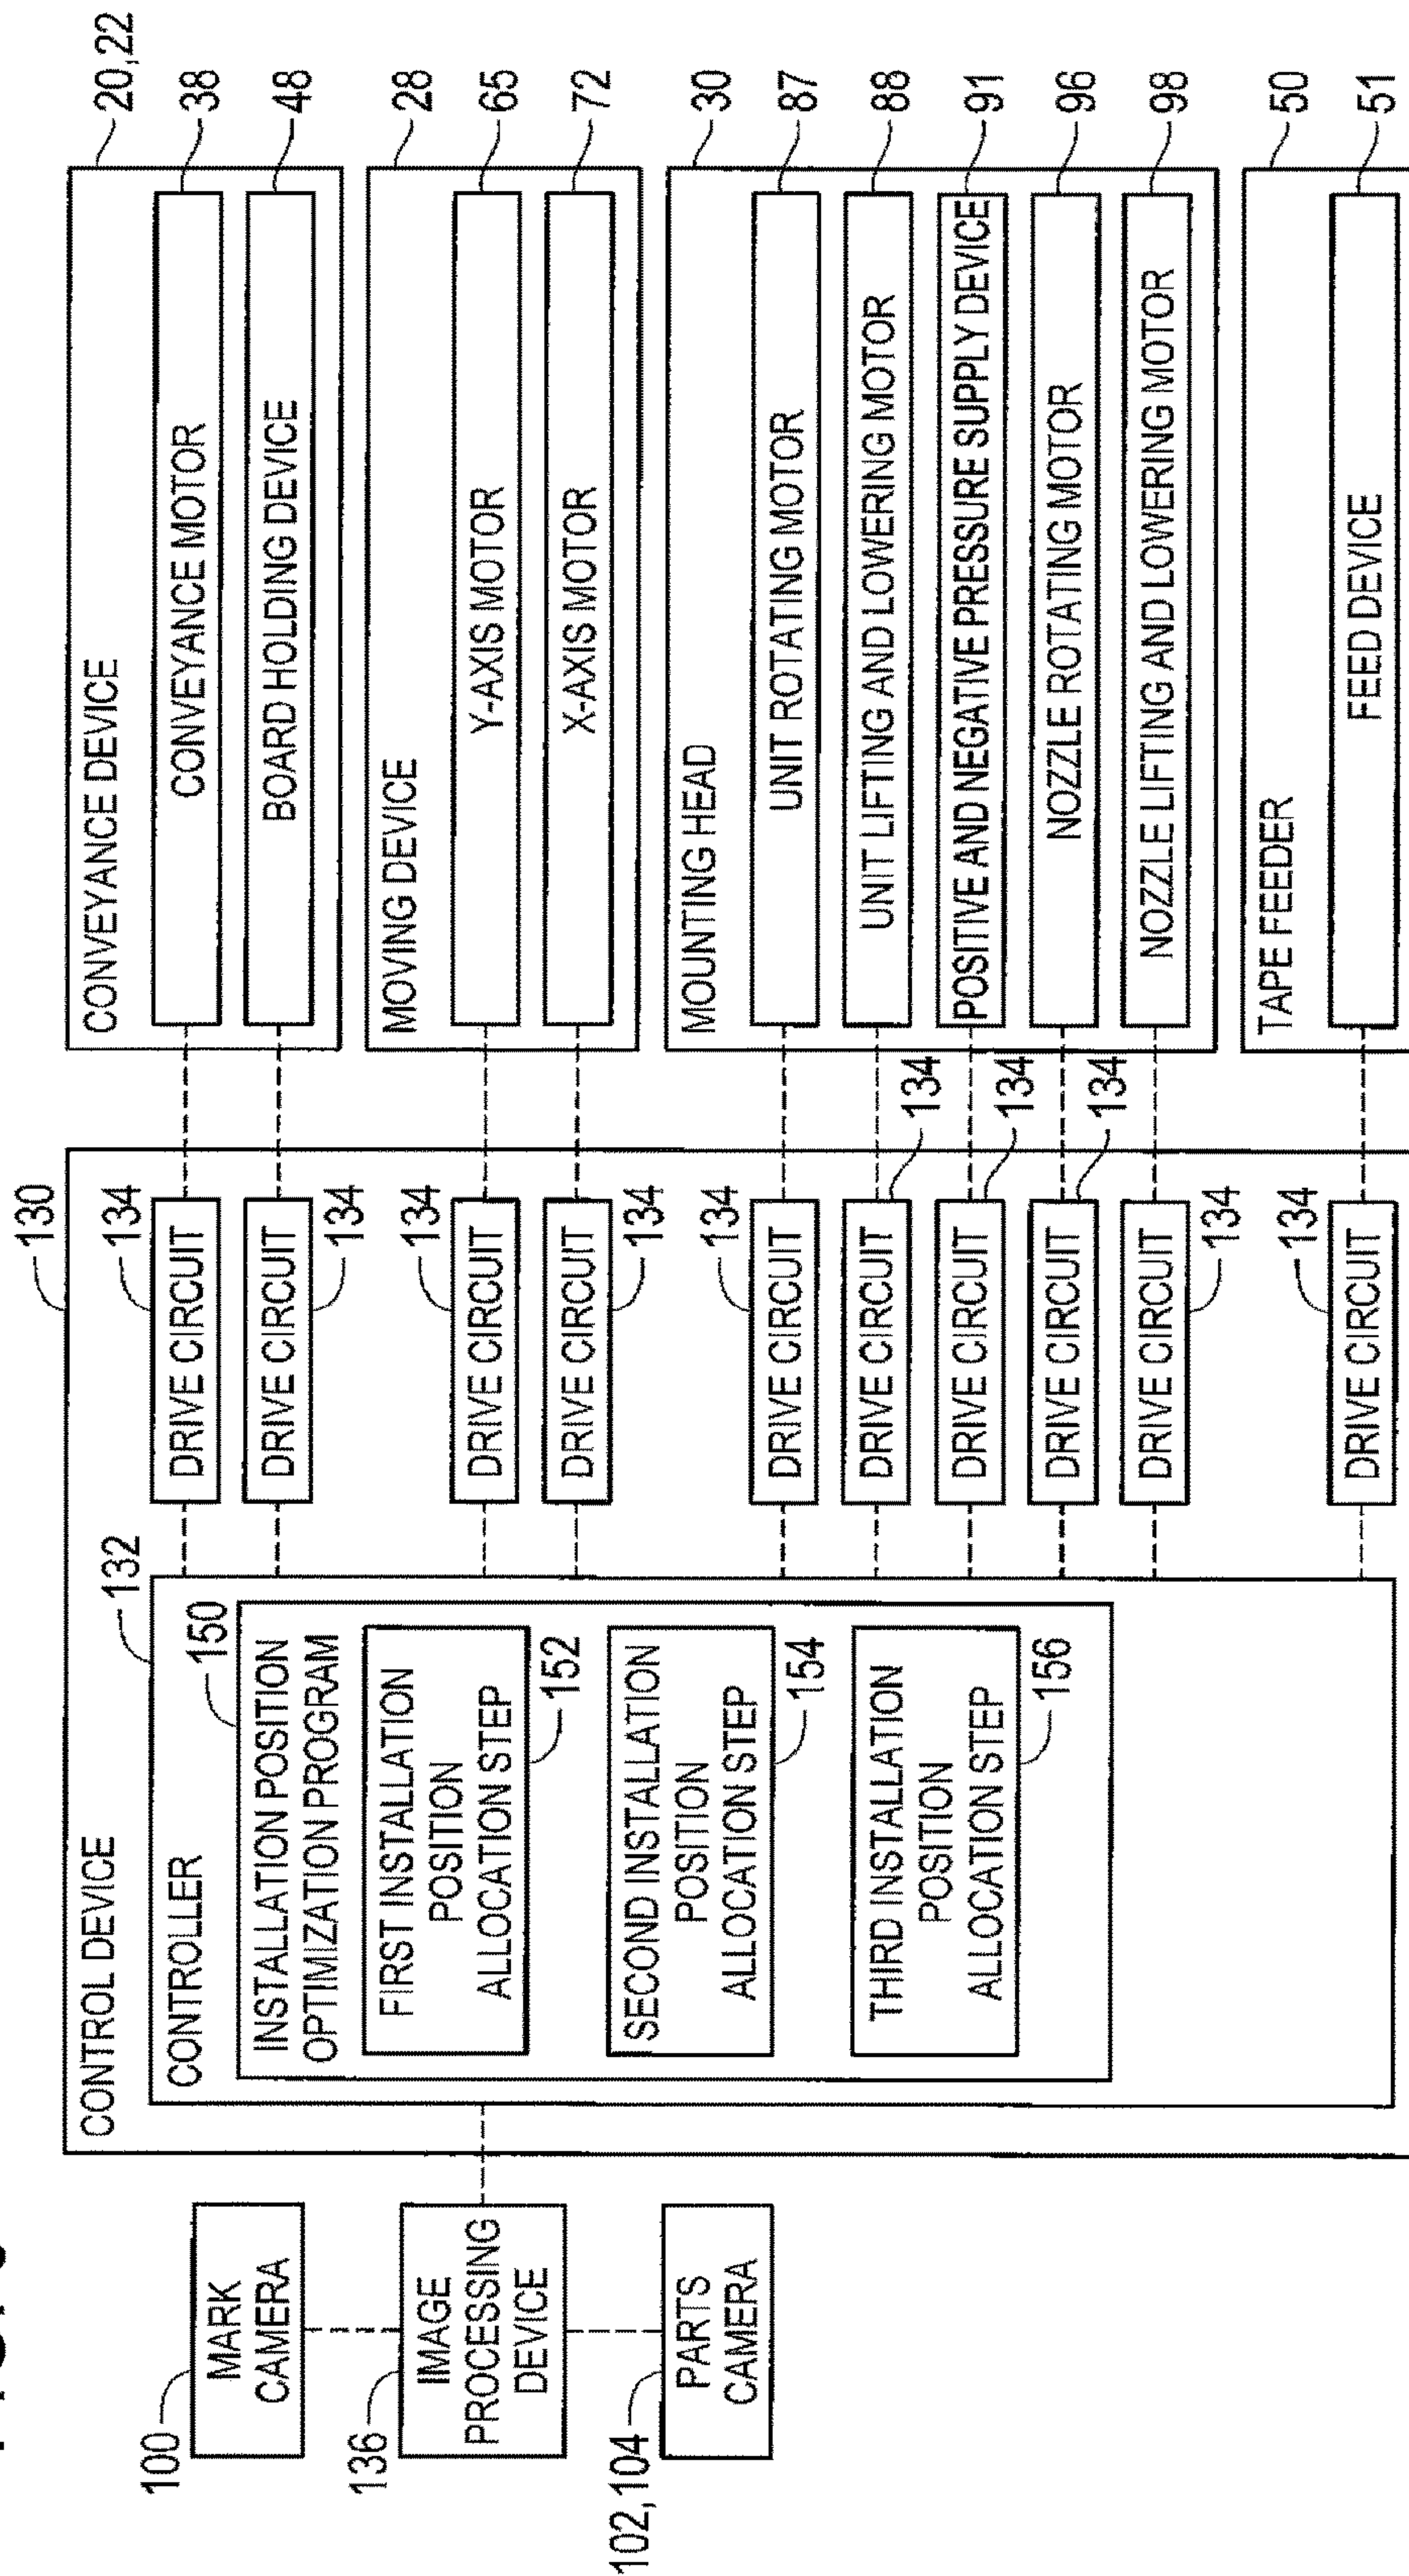 130
CONTROL DEVICE
132
CONTROLLER
150
INSTALLATION POSITION
OPTIMIZATION PROGRAM
FIRST INSTALLATION
POSITION
ALLOCATION STEP
152
SECOND INSTALLATION
POSITION
ALLOCATION STEP
154
THIRD INSTALLATION
POSITION
ALLOCATION STEP
156
100
MARK
CAMERA
136
IMAGE
PROCESSING
DEVICE
102, 104
PARTS
CAMERA
134
DRIVE CIRCUIT
DRIVE CIRCUIT
134
134
DRIVE CIRCUIT
DRIVE CIRCUIT
134
134
DRIVE CIRCUIT
DRIVE CIRCUIT
134
DRIVE CIRCUIT
134
DRIVE CIRCUIT
134
DRIVE CIRCUIT
134
134
DRIVE CIRCUIT
CONVEYANCE DEVICE
20,22
CONVEYANCE MOTOR
38
BOARD HOLDING DEVICE
48
MOVING DEVICE
28
Y-AXIS MOTOR
65
X-AXIS MOTOR
72
MOUNTING HEAD
30
UNIT ROTATING MOTOR
87
UNIT LIFTING AND LOWERING MOTOR
88
POSITIVE AND NEGATIVE PRESSURE SUPPLY DEVICE
91
NOZZLE ROTATING MOTOR
96
NOZZLE LIFTING AND LOWERING MOTOR
98
TAPE FEEDER
50
FEED DEVICE
51